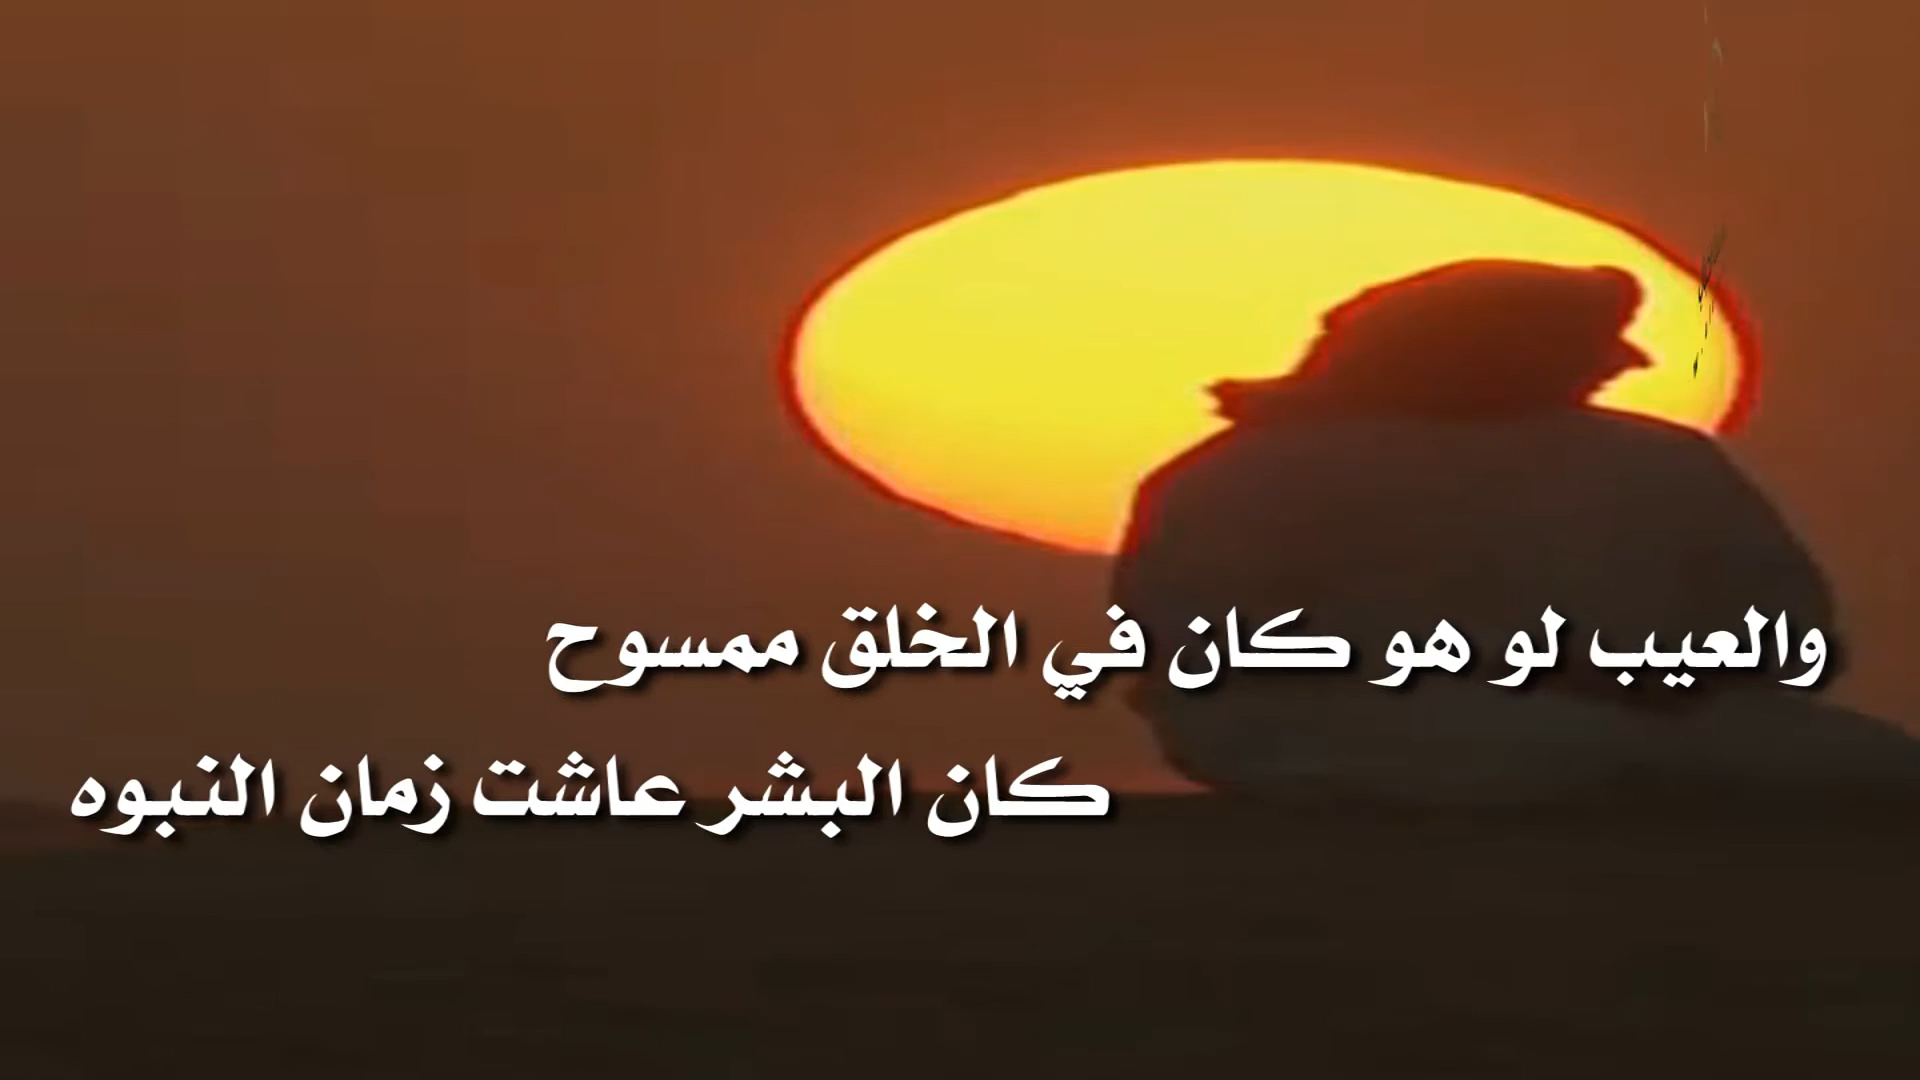 والعيب لو هو كان في الخلق ممسوح
كان البشر عاشت زمان النبوه